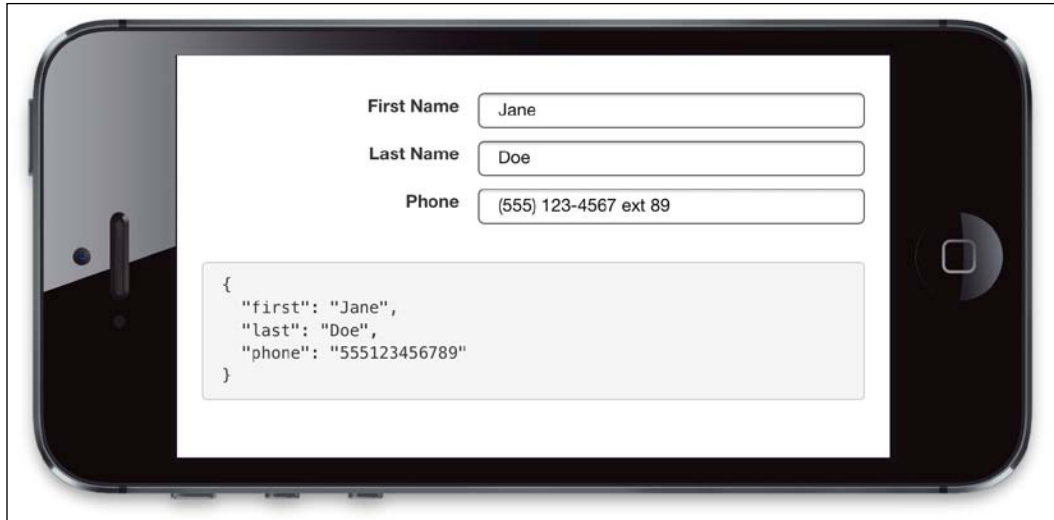 First Name Jane
Last Name Doe
Phone (555) 123-4567 ext 89
{
  "first": "Jane",
  "last": "Doe",
  "phone": "555123456789"
}